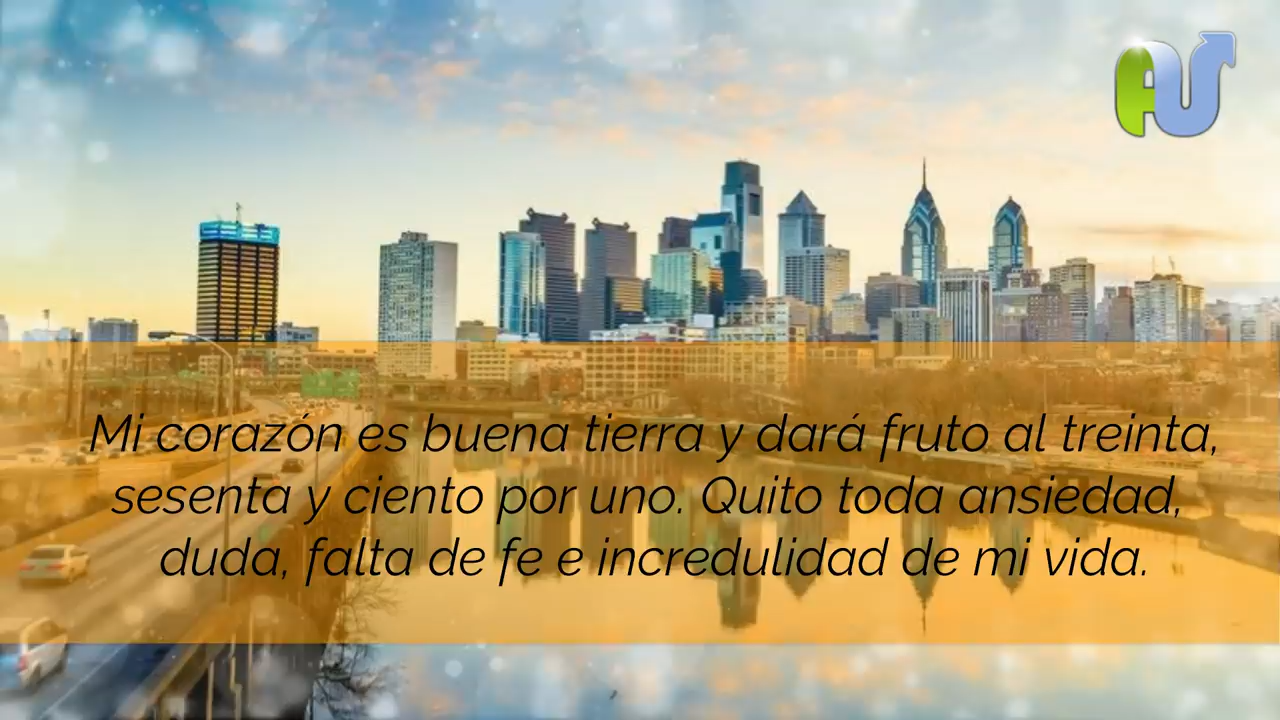 AU
Mi corazón es buena tierra y dará fruto al treinta,
sesenta y ciento por uno. Quito toda ansiedad,
duda, falta de fe e incredulidad de mi vida.